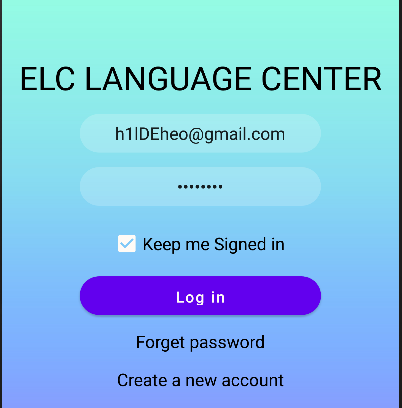 ELC LANGUAGE CENTER
h1lDEheo@gmail.com
••••••••
Keep me Signed in
Log in
Forget password
Create a new account